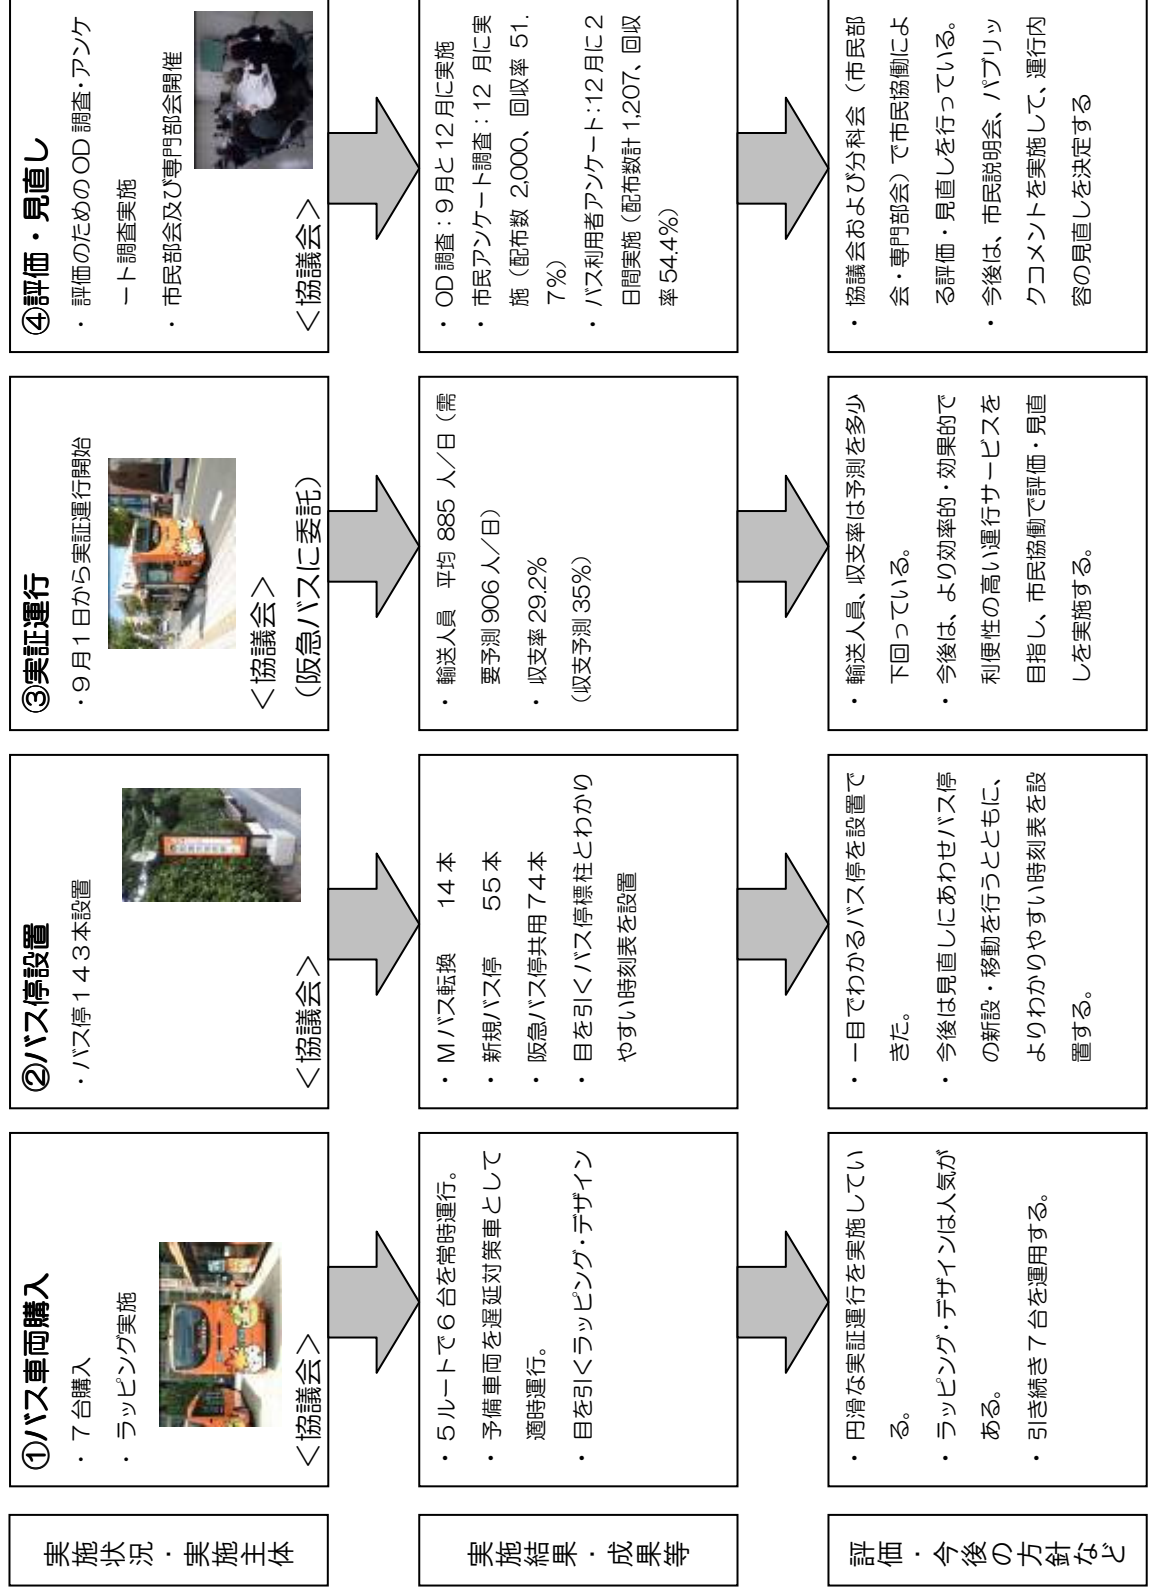 実施状況・実施主体
①バス車両購入
・ 7台購入
・ ラッピング実施
<協議会>
②バス停設置
・バス停143本設置
<協議会>
③実証運行
・9月1日から実証運行開始
<協議会>
(阪急バスに委託)
④評価・見直し
・ 評価のためのOD調査・アンケ
ート調査実施
・ 市民部会及び専門部会開催
<協議会>
実施結果・成果等
・ 5ルートで6台を常時運行。
・ 予備車両を遅延対策車として
適時運行。
・ 目を引くラッピング・デザイン
・ Mバス転換 14本
・ 新規バス停 55本
・ 阪急バス停共用74本
・ 目を引くバス停標柱とわかり
やすい時刻表を設置
・ 輸送人員 平均 885 人/日(需
要予測906人/日)
・ 収支率29.2%
(収支予測35%)
・ OD調査:9月と12月に実施
・ 市民アンケート調査:12 月に実
施(配布数 2,000、回収率 51.
7%)
・ バス利用者アンケート:12月に2
日間実施(配布数計1,207、回収
率54.4%)
評価・今後の方針など
・ 円滑な実証運行を実施してい
る。
・ ラッピング・デザインは人気が
ある。
・ 引き続き7台を運用する。
・ 一目でわかるバス停を設置で
きた。
・ 今後は見直しにあわせバス停
の新設・移動を行うとともに、
よりわかりやすい時刻表を設
置する。
・ 輸送人員、収支率は予測を多少
下回っている。
・ 今後は、より効率的・効果的で
利便性の高い運行サービスを
目指し、市民協働で評価・見直
しを実施する。
・ 協議会および分科会(市民部
会・専門部会)で市民協働によ
る評価・見直しを行っている。
・ 今後は、市民説明会、パブリッ
クコメントを実施して、運行内
容の見直しを決定する